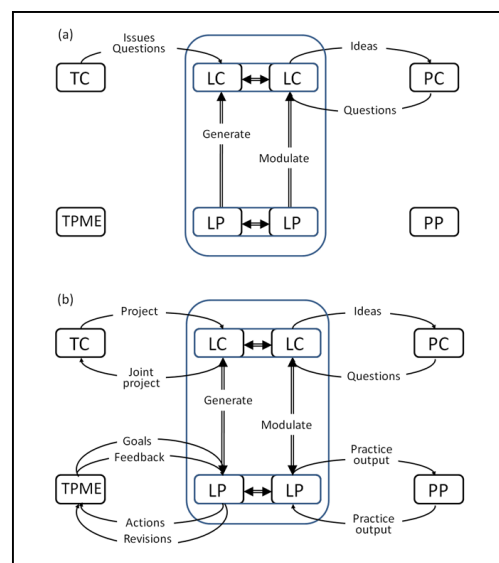 (a)
Issues
Questions
Ideas
TC
LC
LC
PC
Questions
Generate
Modulate
TPME
LP
LP
PP
(b)
Project
Ideas
TC
LC
LC
PC
Joint
project
Questions
Generate
Modulate
Goals
Feedback
Practice
output
TPME
LP
LP
PP
Actions
Revisions
Practice
output